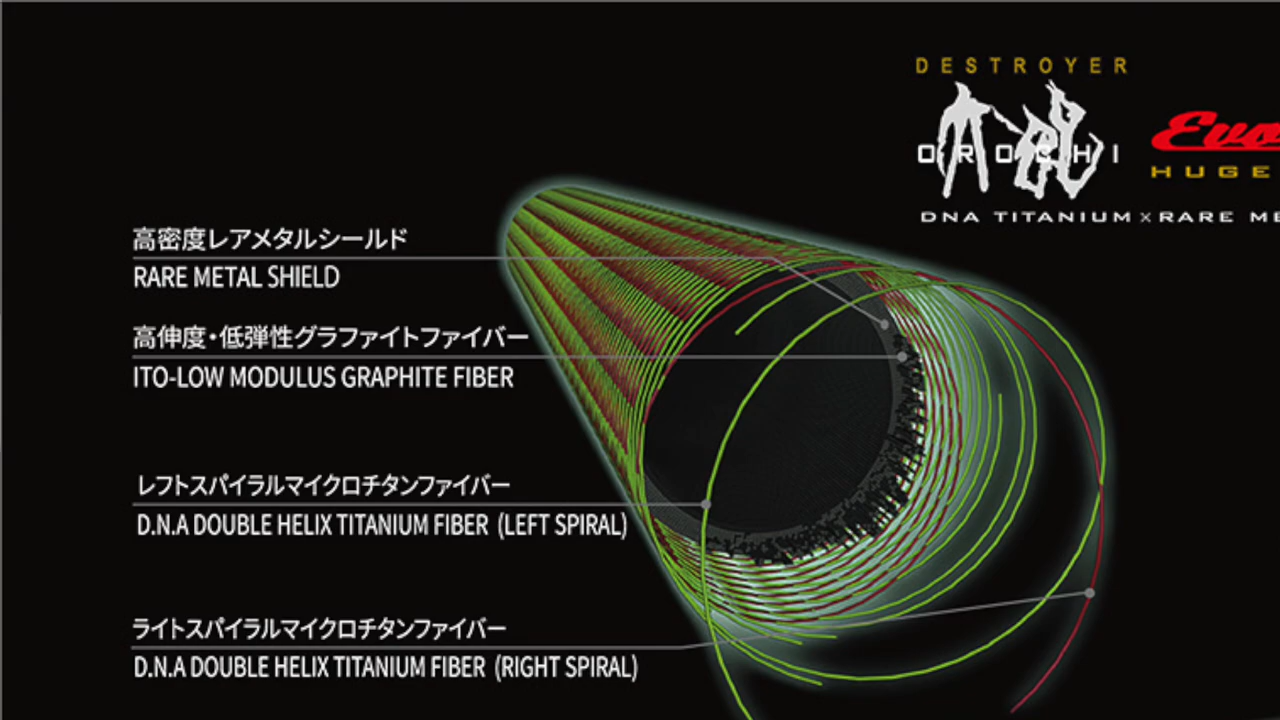 DESTROYER
OROCHI
Evo
HUGE
DNA TITANIUM×RARE ME
高密度レアメタルシールド
RARE METAL SHIELD
高伸度・低弾性グラファイトファイバー
ITO-LOW MODULUS GRAPHITE FIBER
レフトスパイラルマイクロチタンファイバー
D.N.A DOUBLE HELIX TITANIUM FIBER (LEFT SPIRAL)
ライトスパイラルマイクロチタンファイバー
D.N.A DOUBLE HELIX TITANIUM FIBER (RIGHT SPIRAL)